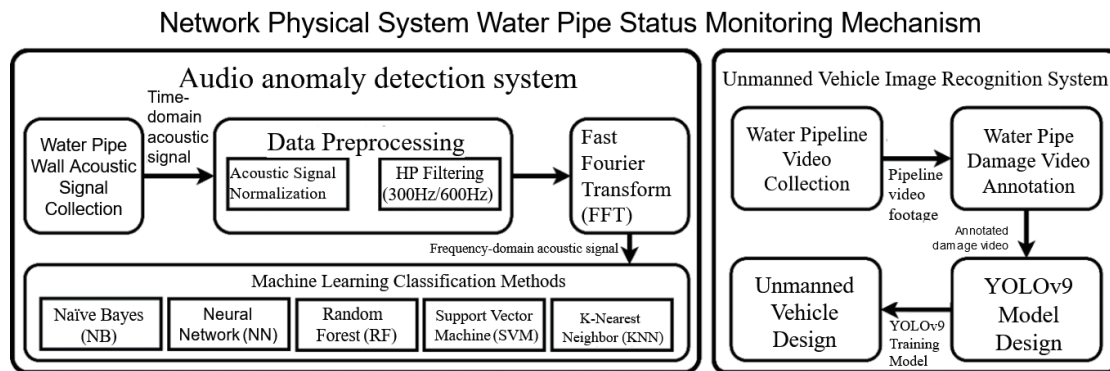 Network Physical System Water Pipe Status Monitoring Mechanism
Audio anomaly detection system
Water Pipe
Wall Acoustic
Signal
Collection
Time-
domain
acoustic
signal
Data Preprocessing
Acoustic Signal
Normalization
HP Filtering
(300Hz/600Hz)
Fast
Fourier
Transform
(FFT)
Frequency-domain acoustic signal
Machine Learning Classification Methods
Naïve Bayes
(NB)
Neural
Network (NN)
Random
Forest (RF)
Support Vector
Machine (SVM)
K-Nearest
Neighbor (KNN)
Unmanned Vehicle Image Recognition System
Water Pipeline
Video
Collection
Pipeline
video
footage
Water Pipe
Damage Video
Annotation
Annotated
damage video
YOLOv9
Model
Design
YOLOv9
Training
Model
Unmanned
Vehicle
Design